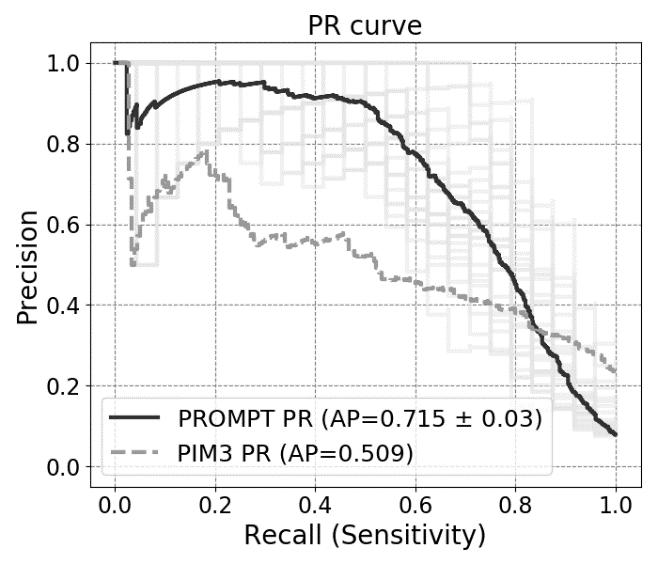 PR curve
1.0
0.8
0.6
0.4
0.2
0.0
Precision
PROMPT PR (AP=0.715 ± 0.03)
PIM3 PR (AP=0.509)
0.0 0.2 0.4 0.6 0.8 1.0
Recall (Sensitivity)